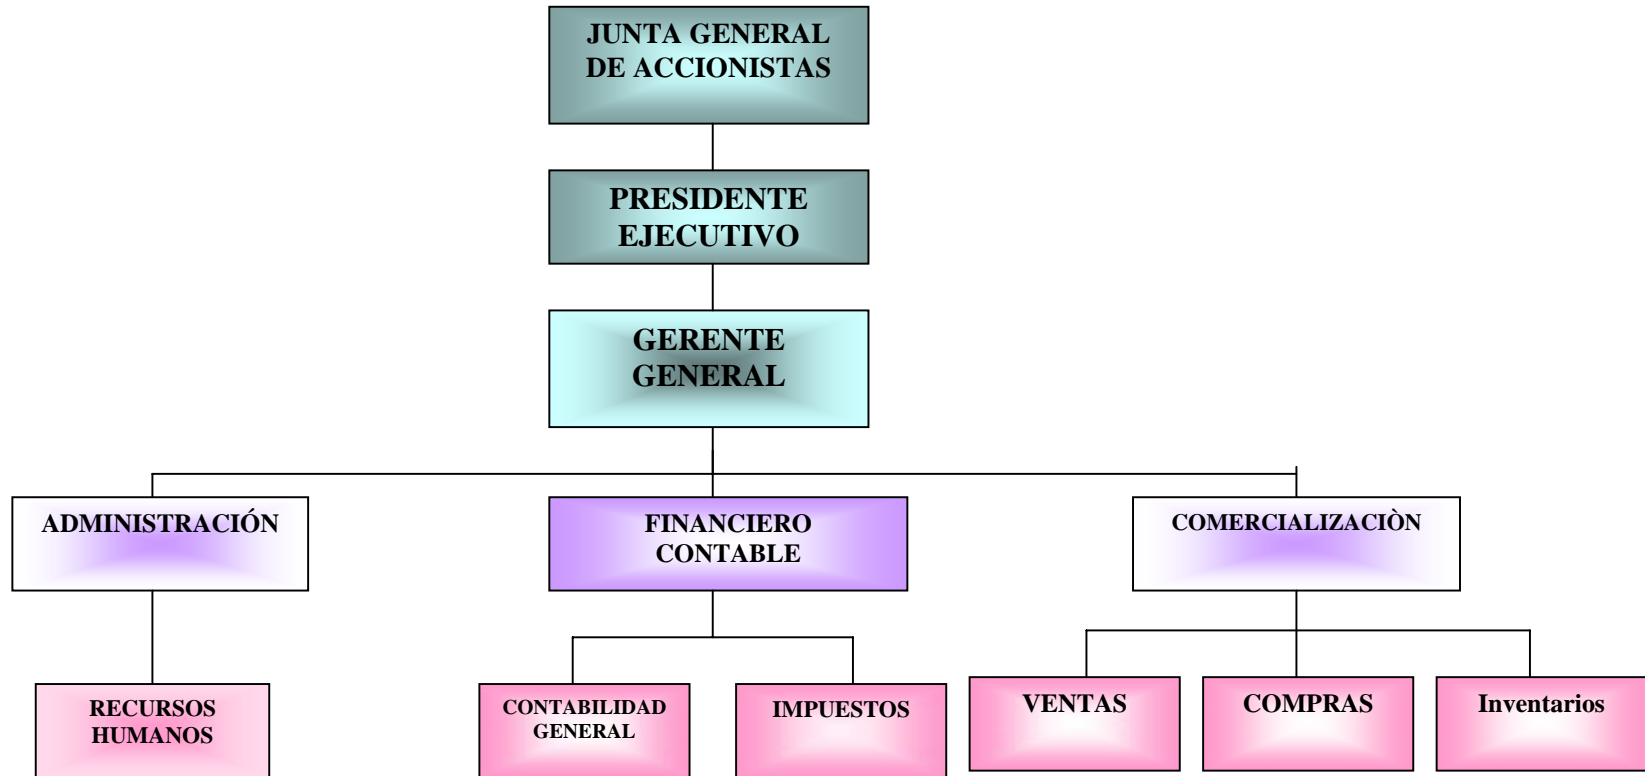 JUNTA GENERAL
DE ACCIONISTAS
PRESIDENTE
EJECUTIVO
GERENTE
GENERAL
ADMINISTRACIÓN
FINANCIERO
CONTABLE
COMERCIALIZACIÒN
RECURSOS
HUMANOS
CONTABILIDAD
GENERAL
IMPUESTOS
VENTAS
COMPRAS
Inventarios